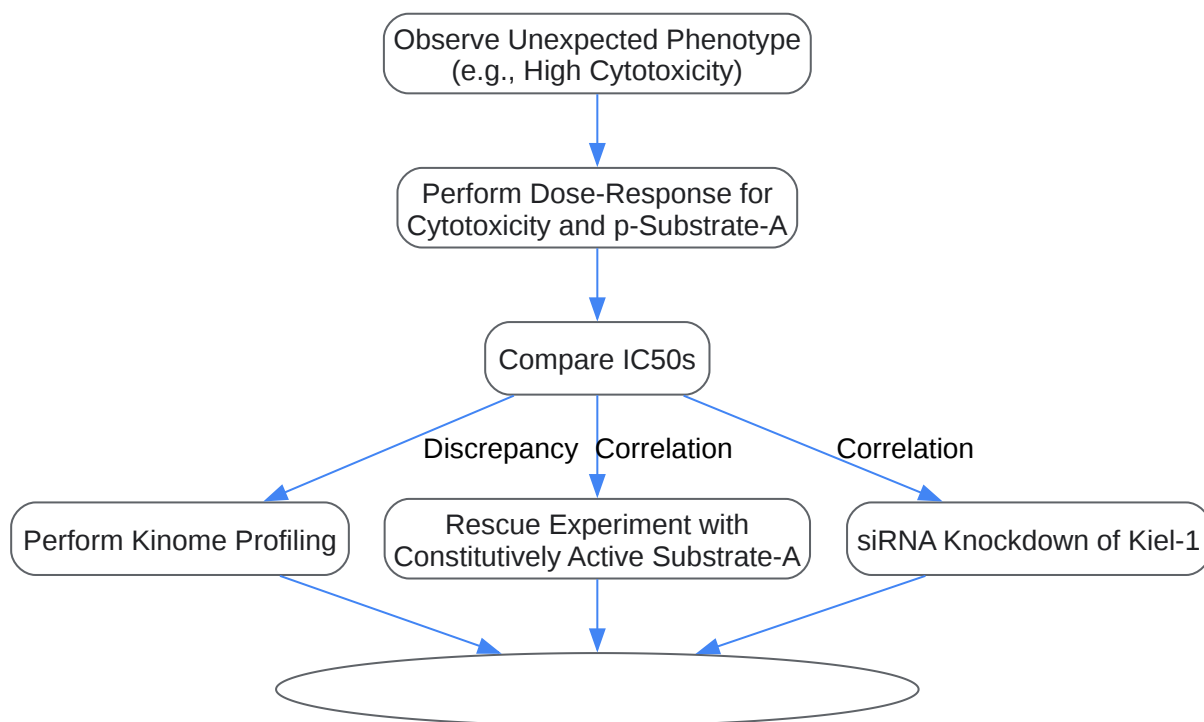 Observe Unexpected Phenotype
(e.g., High Cytotoxicity)
Perform Dose-Response for
Cytotoxicity and p-Substrate-A
Compare IC50s
Discrepancy
Correlation
Correlation
Perform Kinome Profiling
Rescue Experiment with
Constitutively Active Substrate-A
siRNA Knockdown of Kiel-1